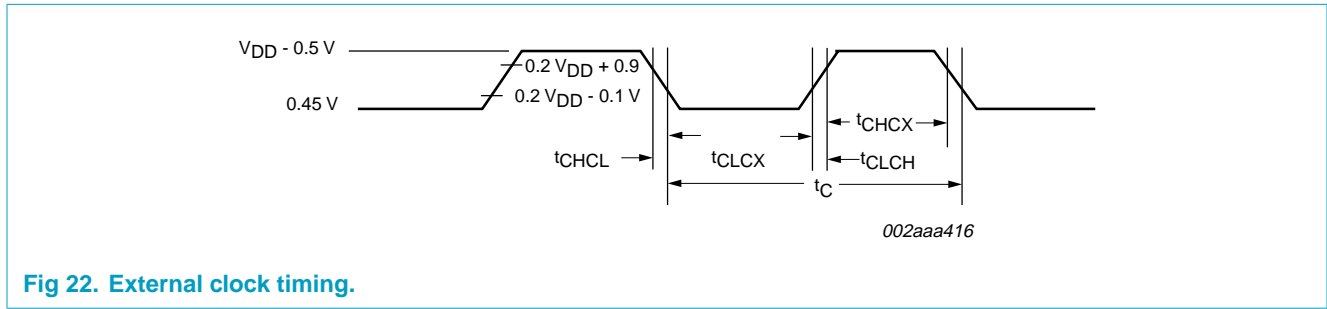 VDD - 0.5 V
0.2 VDD + 0.9
0.2 VDD - 0.1 V
0.45 V
tCHCX
tCHCL
tCLCX
tCLCH
tC
002aaa416
Fig 22. External clock timing.